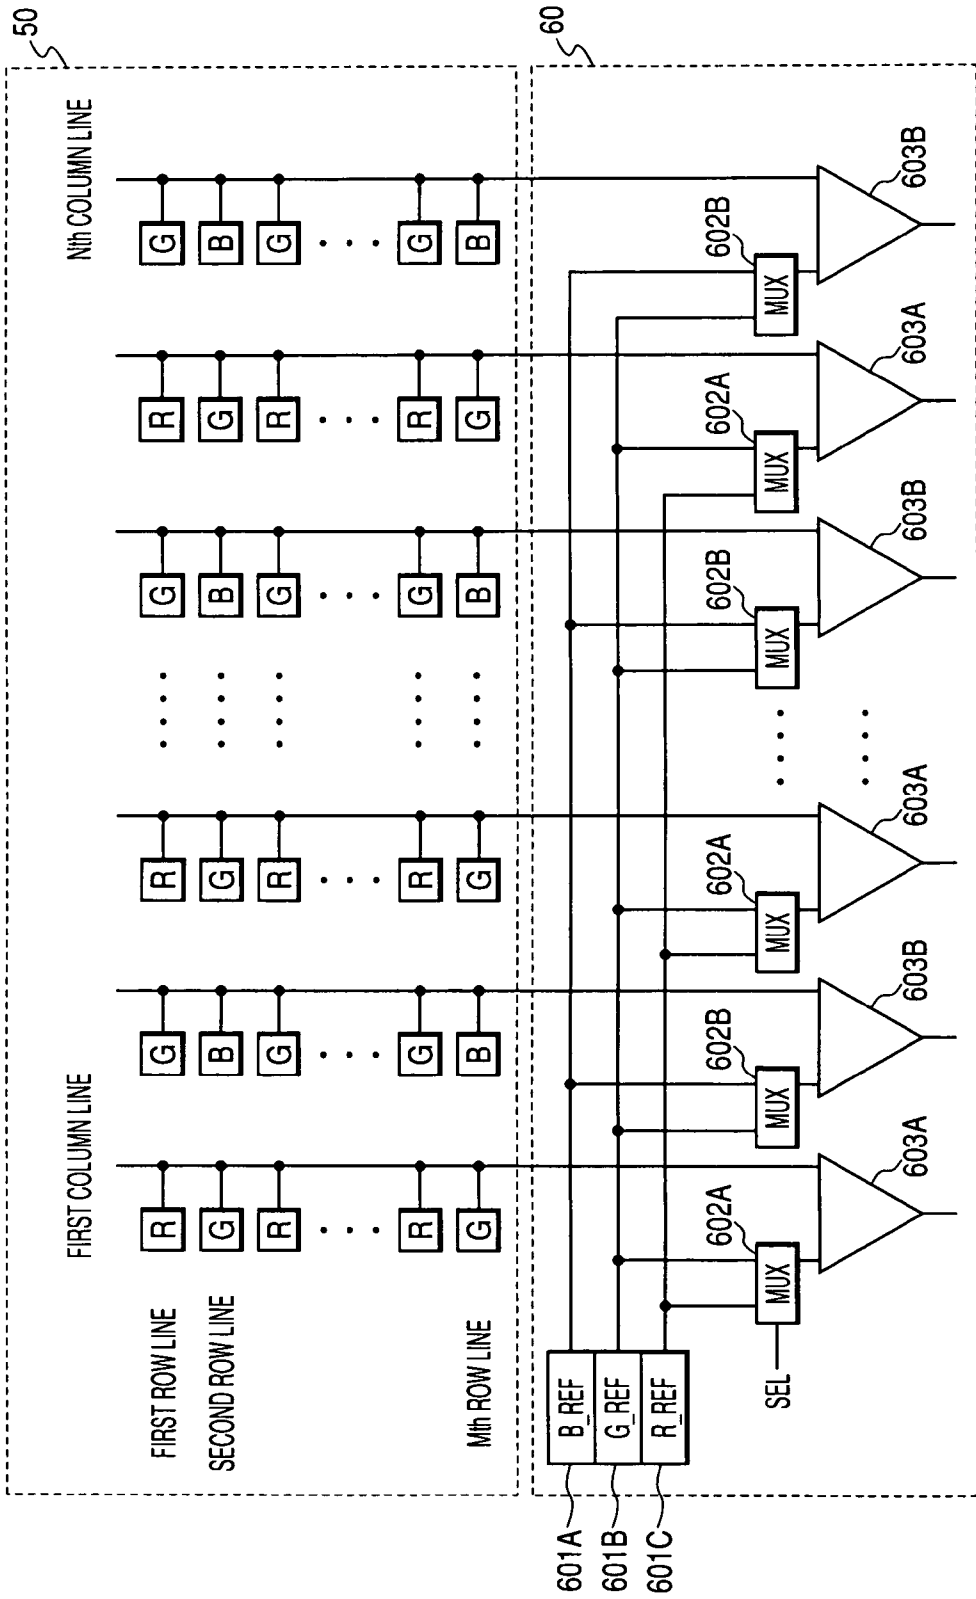 50
FIRST COLUMN LINE Nth COLUMN LINE
FIRST ROW LINE R G R G R G
SECOND ROW LINE G B G B G B
R G R G R G
R G R G R G
Mth ROW LINE G B G B G B
60
601A B_REF
601B G_REF
601C R_REF
602A 602B 602A 602B 602A 602B
SEL MUX MUX MUX MUX MUX MUX
603A 603B 603A 603B 603A 603B